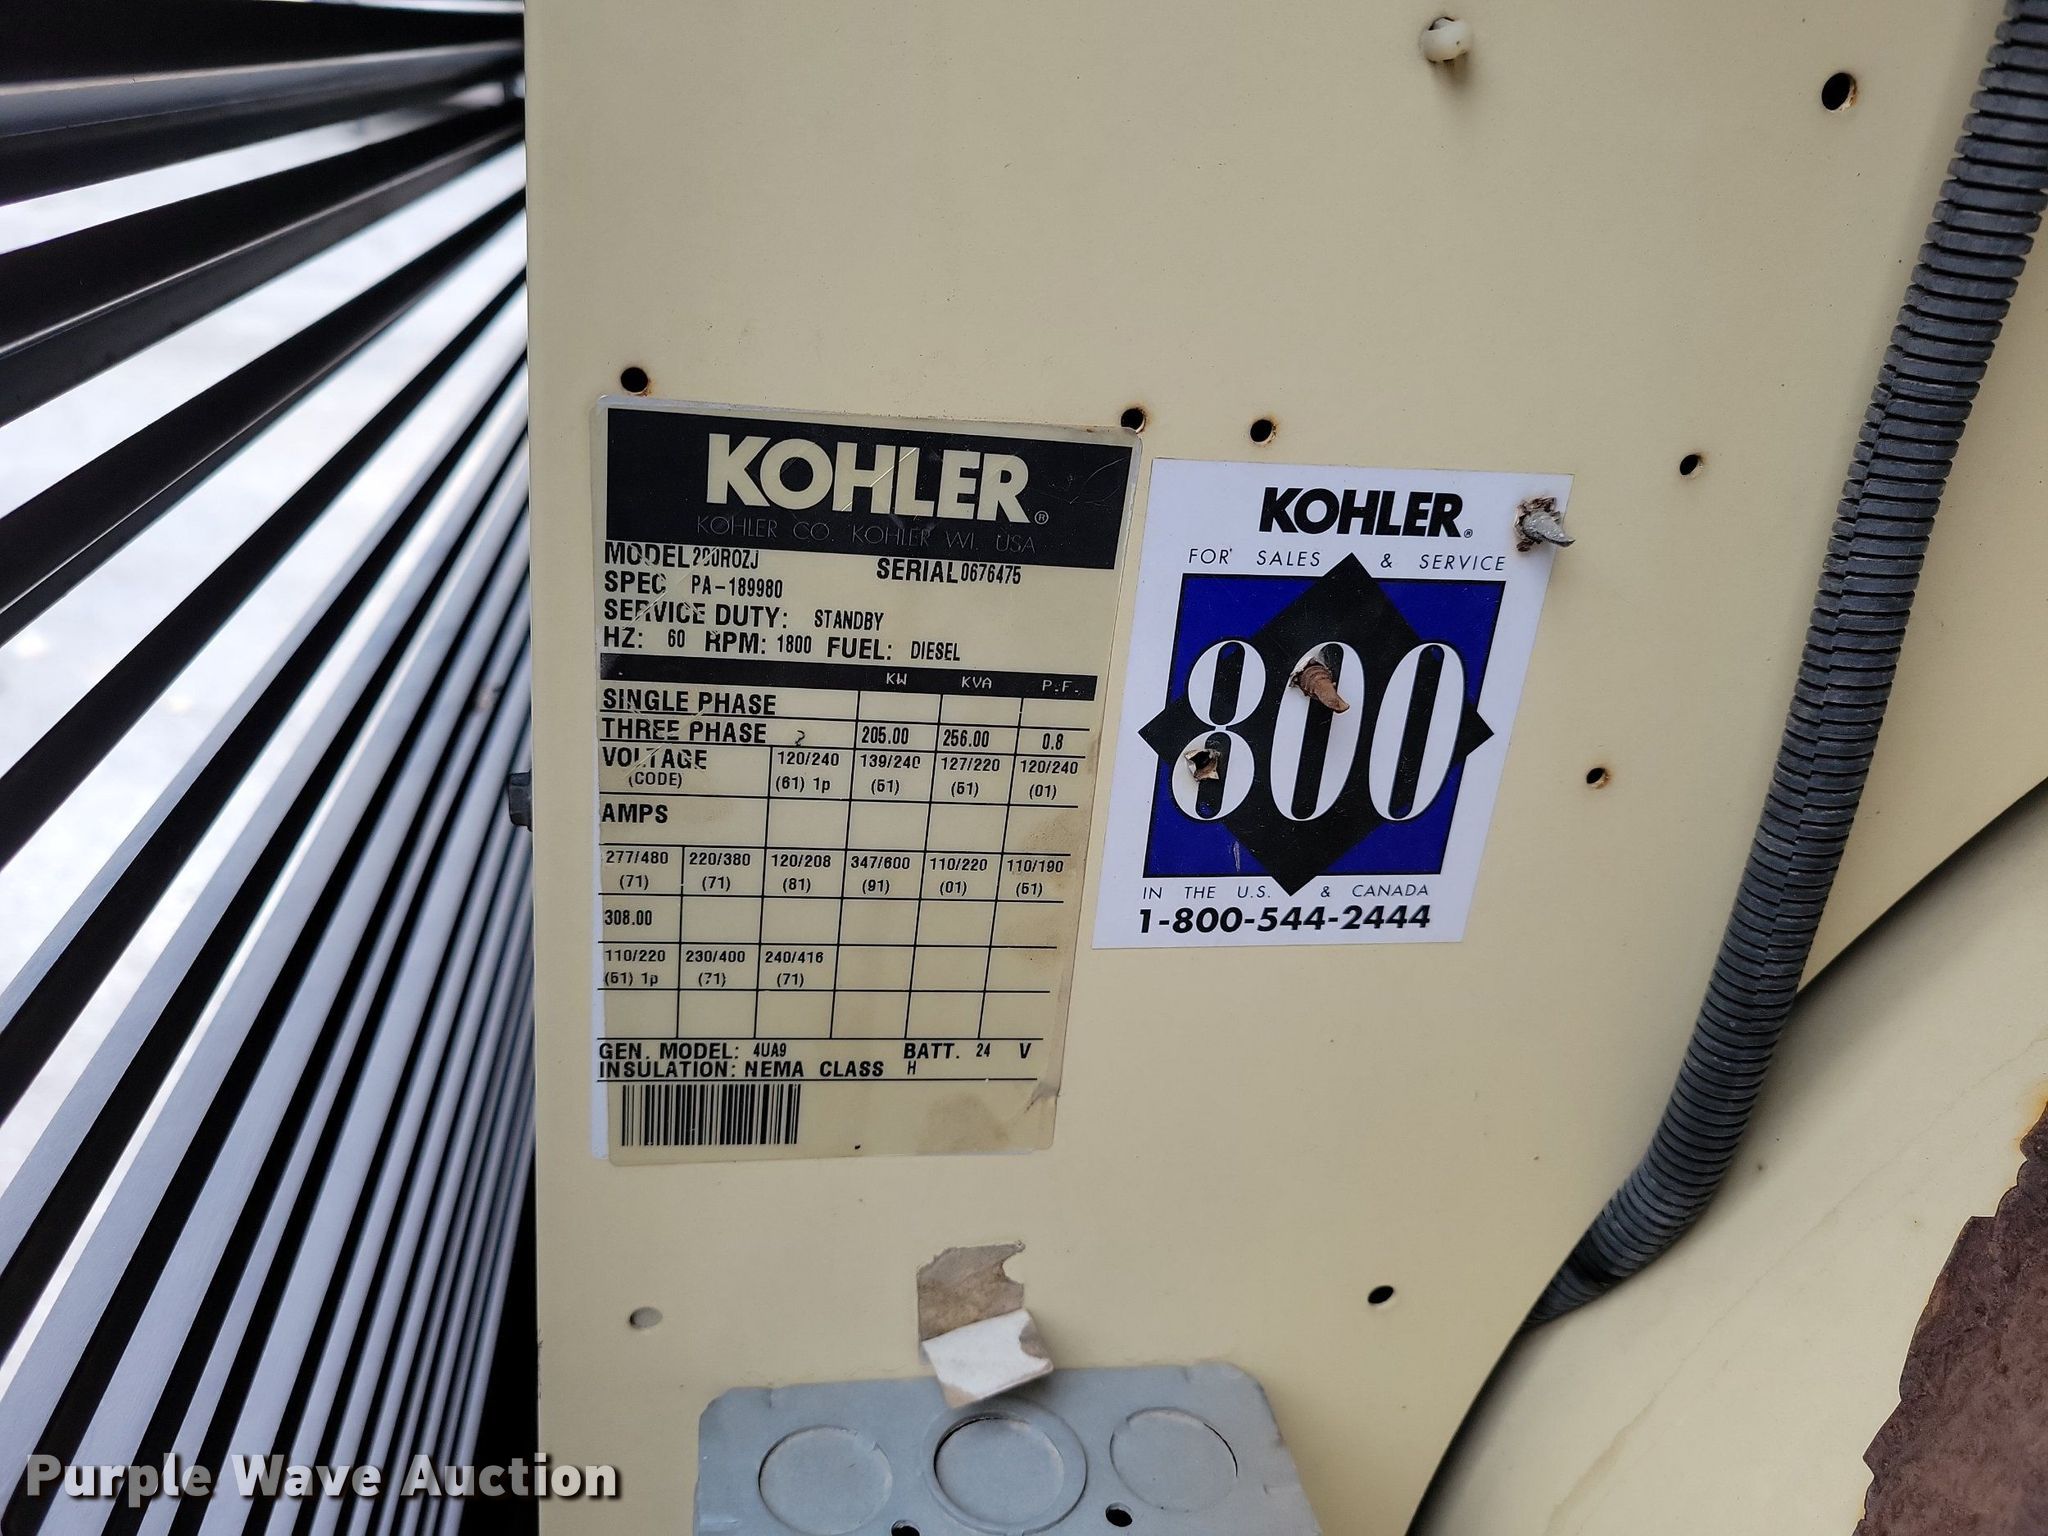 KOHLER®
KOHLER CO. KOHLER WI. USA
MODEL 200ROZJ SERIAL 0676475
SPEC PA-189980
SERVICE DUTY: STANDBY
HZ: 60 RPM: 1800 FUEL: DIESEL
KW KVA P.F.
SINGLE PHASE
THREE PHASE 205.00 256.00 0.8
VOLTAGE 120/240 139/240 127/220 120/240
(CODE) (61) 1p (51) (61) (01)
AMPS
277/480 220/380 120/208 347/600 110/220 110/190
(71) (71) (81) (91) (01) (61)
308.00
110/220 230/400 240/416
(61) 1p (71) (71)
GEN. MODEL: 4UA9 BATT. 24 V
INSULATION: NEMA CLASS H
KOHLER®
FOR SALES & SERVICE
800
IN THE U.S. & CANADA
1-800-544-2444
Purple Wave Auction